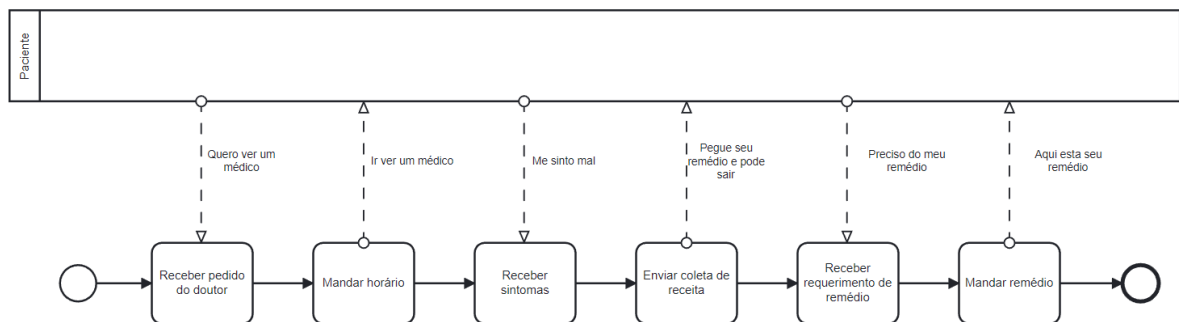 Paciente
Quero ver um
médico
Ir ver um médico
Me sinto mal
Pegue seu
remédio e pode
sair
Preciso do meu
remédio
Aqui esta seu
remédio
Receber pedido
do doutor
Mandar horário
Receber
sintomas
Enviar coleta de
receita
Receber
requerimento de
remédio
Mandar remédio